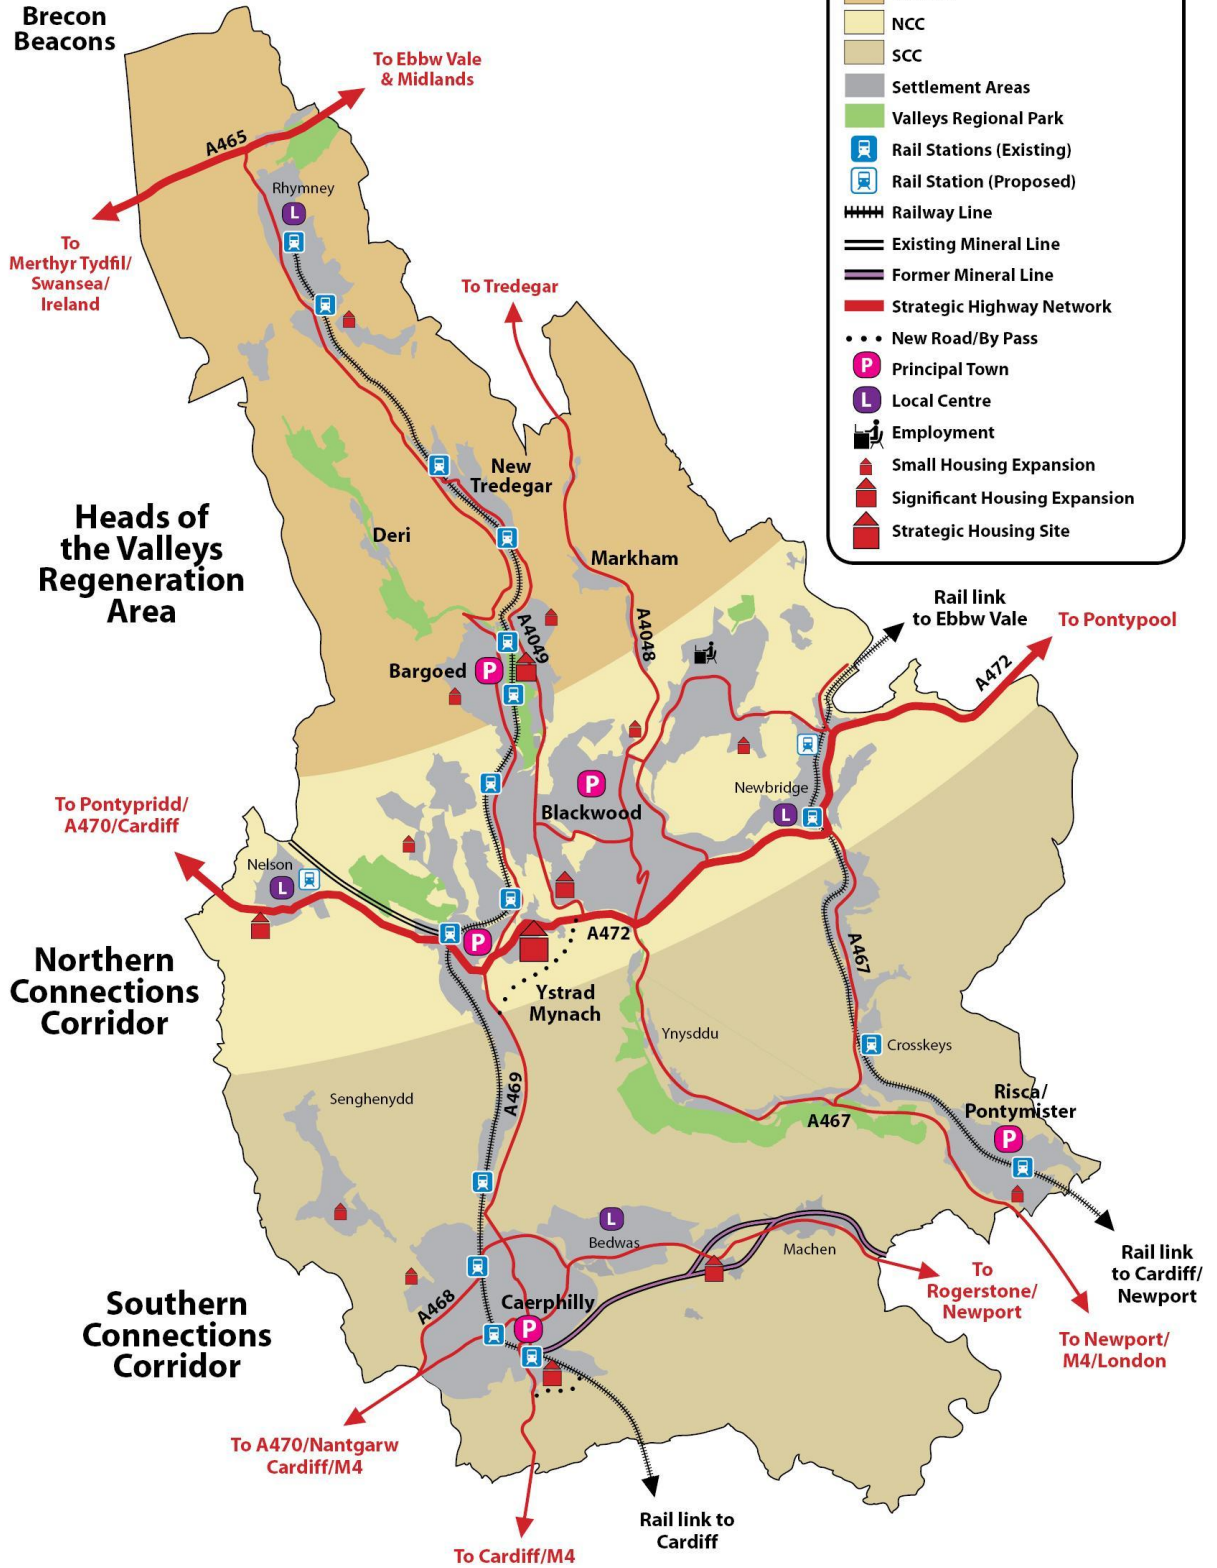 Brecon
Beacons
To Ebbw Vale
& Midlands
A465
Rhymney
L
To
Merthyr Tydfil/
Swansea/
Ireland
To Tredegar
New
Tredegar
Deri
Heads of
the Valleys
Regeneration
Area
Markham
A4048
A4049
Bargoed
P
NCC
SCC
Settlement Areas
Valleys Regional Park
Rail Stations (Existing)
Rail Station (Proposed)
Railway Line
Existing Mineral Line
Former Mineral Line
Strategic Highway Network
New Road/By Pass
P Principal Town
L Local Centre
Employment
Small Housing Expansion
Significant Housing Expansion
Strategic Housing Site
Rail link
to Ebbw Vale
To Pontypool
A472
P
Blackwood
Newbridge
L
To Pontypridd/
A470/Cardiff
Nelson
L
P
A472
Ystrad
Mynach
Northern
Connections
Corridor
A467
Ynysddu
Crosskeys
A469
Senghenydd
Risca/
Pontymister
P
A467
L
Bedwas
Machen
Rail link
to Cardiff/
Newport
To
Rogerstone/
Newport
To Newport/
M4/London
Southern
Connections
Corridor
A468
Caerphilly
P
To A470/Nantgarw
Cardiff/M4
Rail link to
Cardiff
To Cardiff/M4